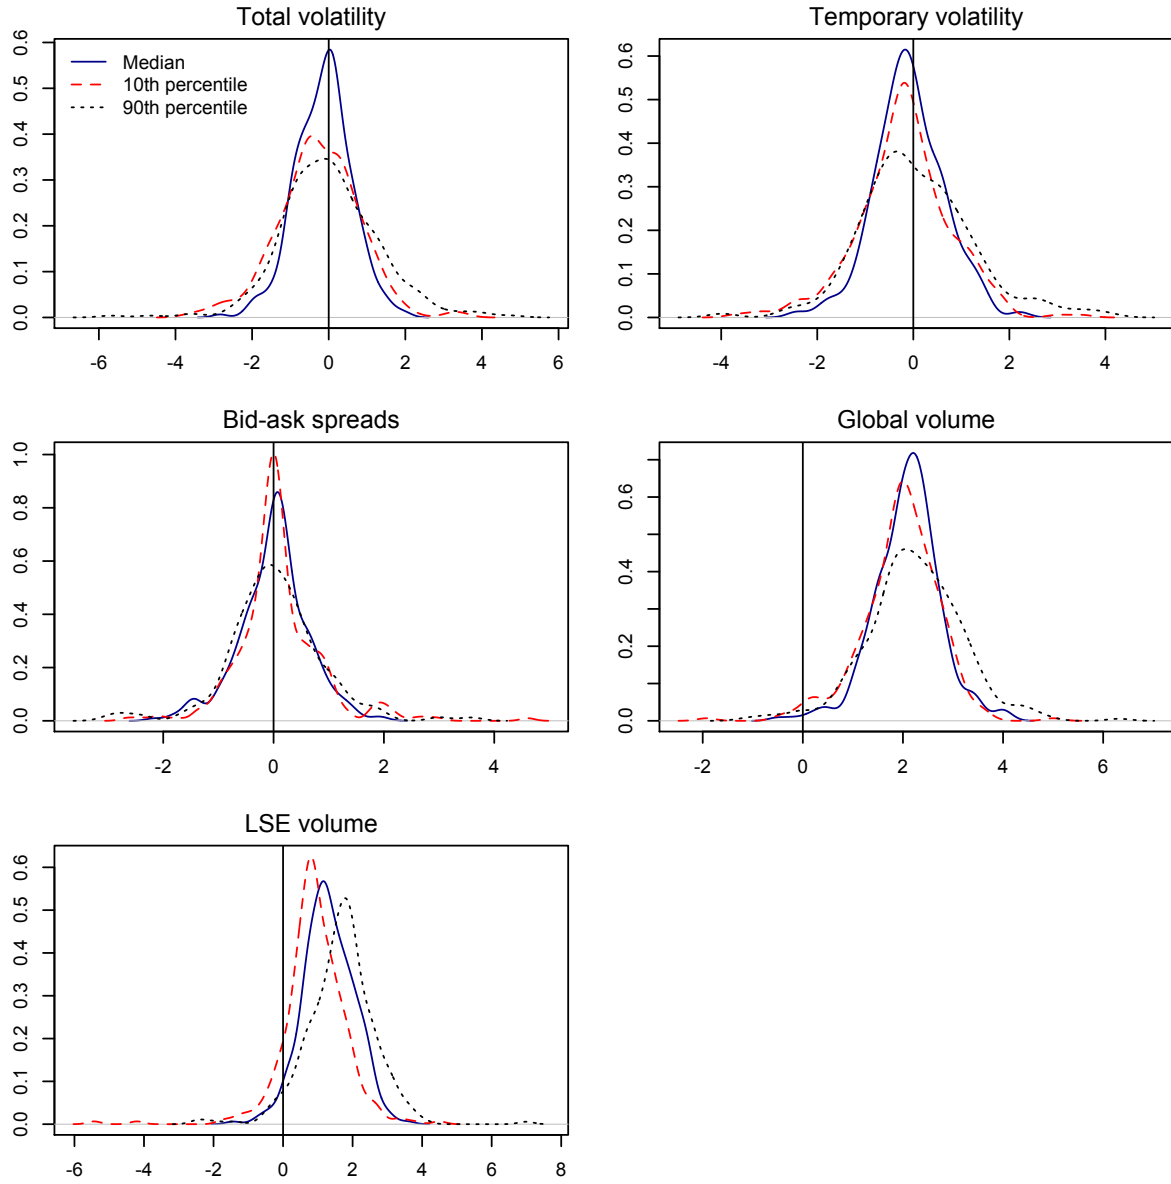 Total volatility
Median
10th percentile
90th percentile
0.0 0.1 0.2 0.3 0.4 0.5 0.6
-6 -4 -2 0 2 4 6
Temporary volatility
0.0 0.1 0.2 0.3 0.4 0.5 0.6
-4 -2 0 2 4
Bid-ask spreads
0.0 0.2 0.4 0.6 0.8 1.0
-2 0 2 4
Global volume
0.0 0.2 0.4 0.6
-2 0 2 4 6
LSE volume
0.0 0.1 0.2 0.3 0.4 0.5 0.6
-6 -4 -2 0 2 4 6 8